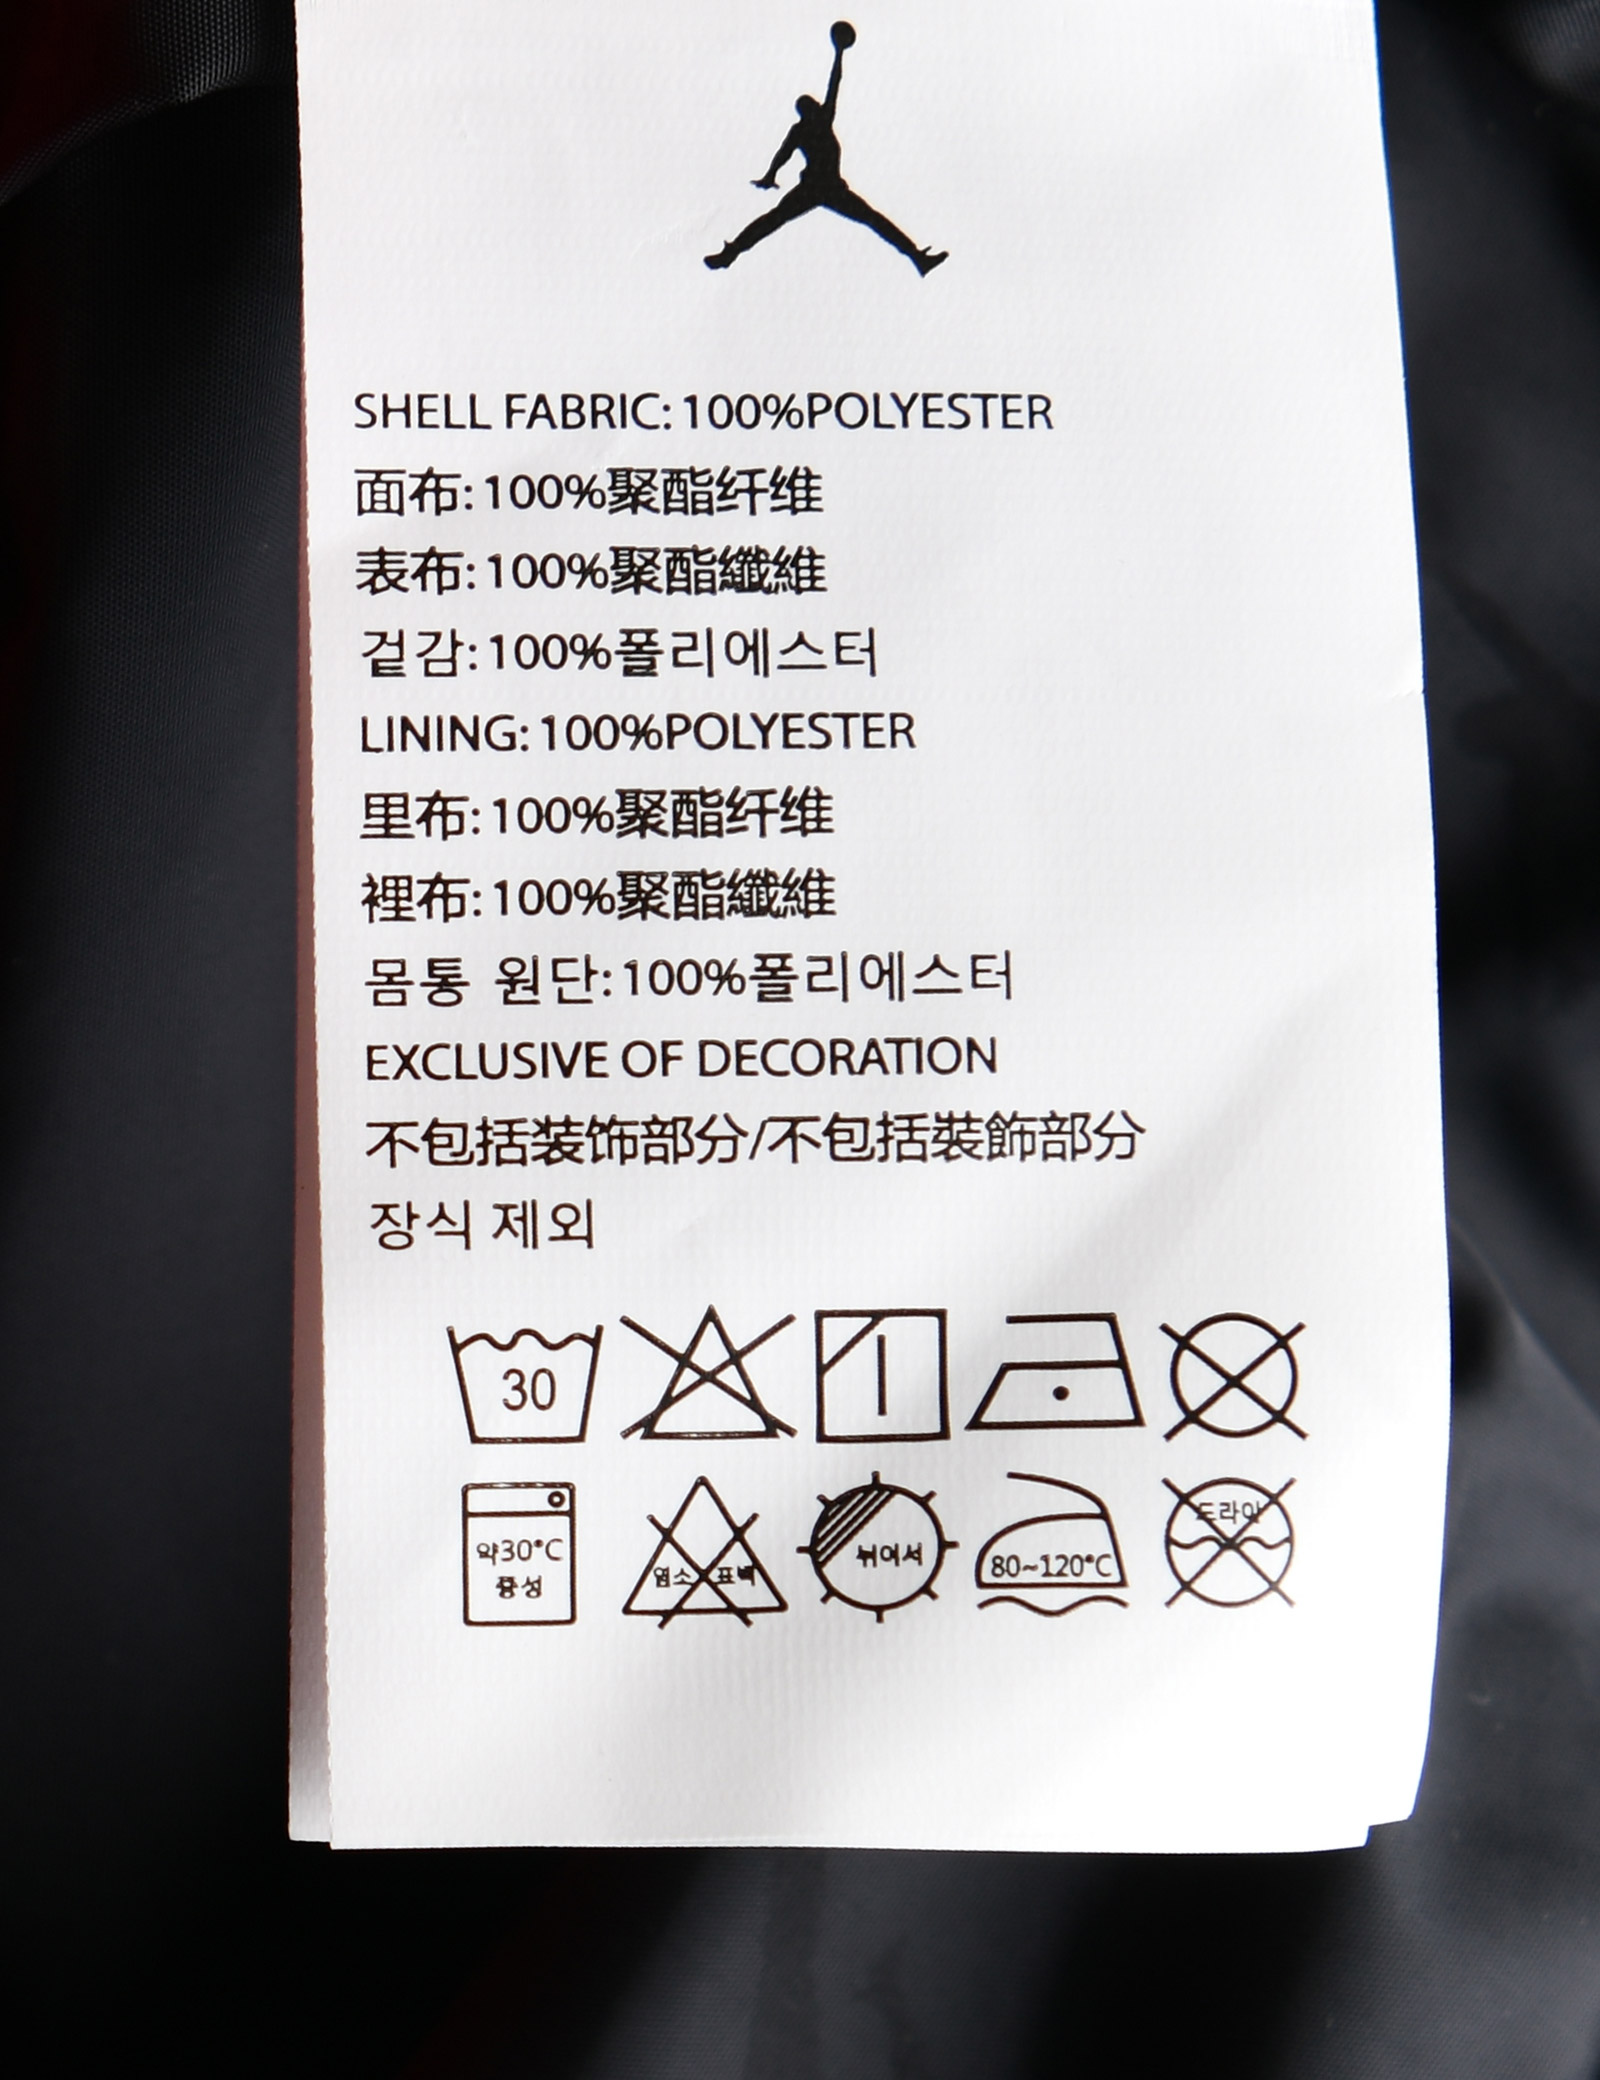 SHELL FABRIC: 100%POLYESTER
面布: 100%聚酯纤维
表布: 100%聚酯纖維
겉감: 100%폴리에스터
LINING: 100%POLYESTER
里布: 100%聚酯纤维
裡布: 100%聚酯纖維
몸통 원단: 100%폴리에스터
EXCLUSIVE OF DECORATION
不包括装饰部分/不包括裝飾部分
장식 제외
30
약30°C
중성
염소 표백
뉘어서
80~120°C
드라이